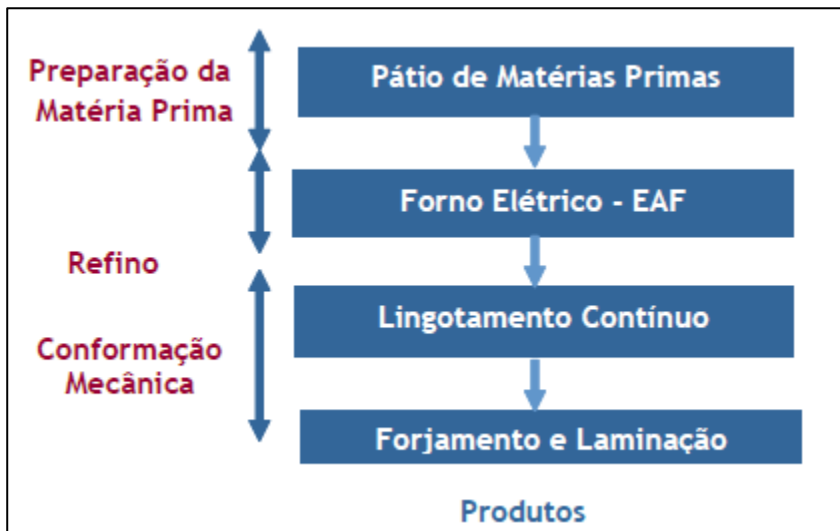 Preparação da
Matéria Prima
Pátio de Matérias Primas
Forno Elétrico - EAF
Refino
Lingotamento Contínuo
Conformação
Mecânica
Forjamento e Laminação
Produtos